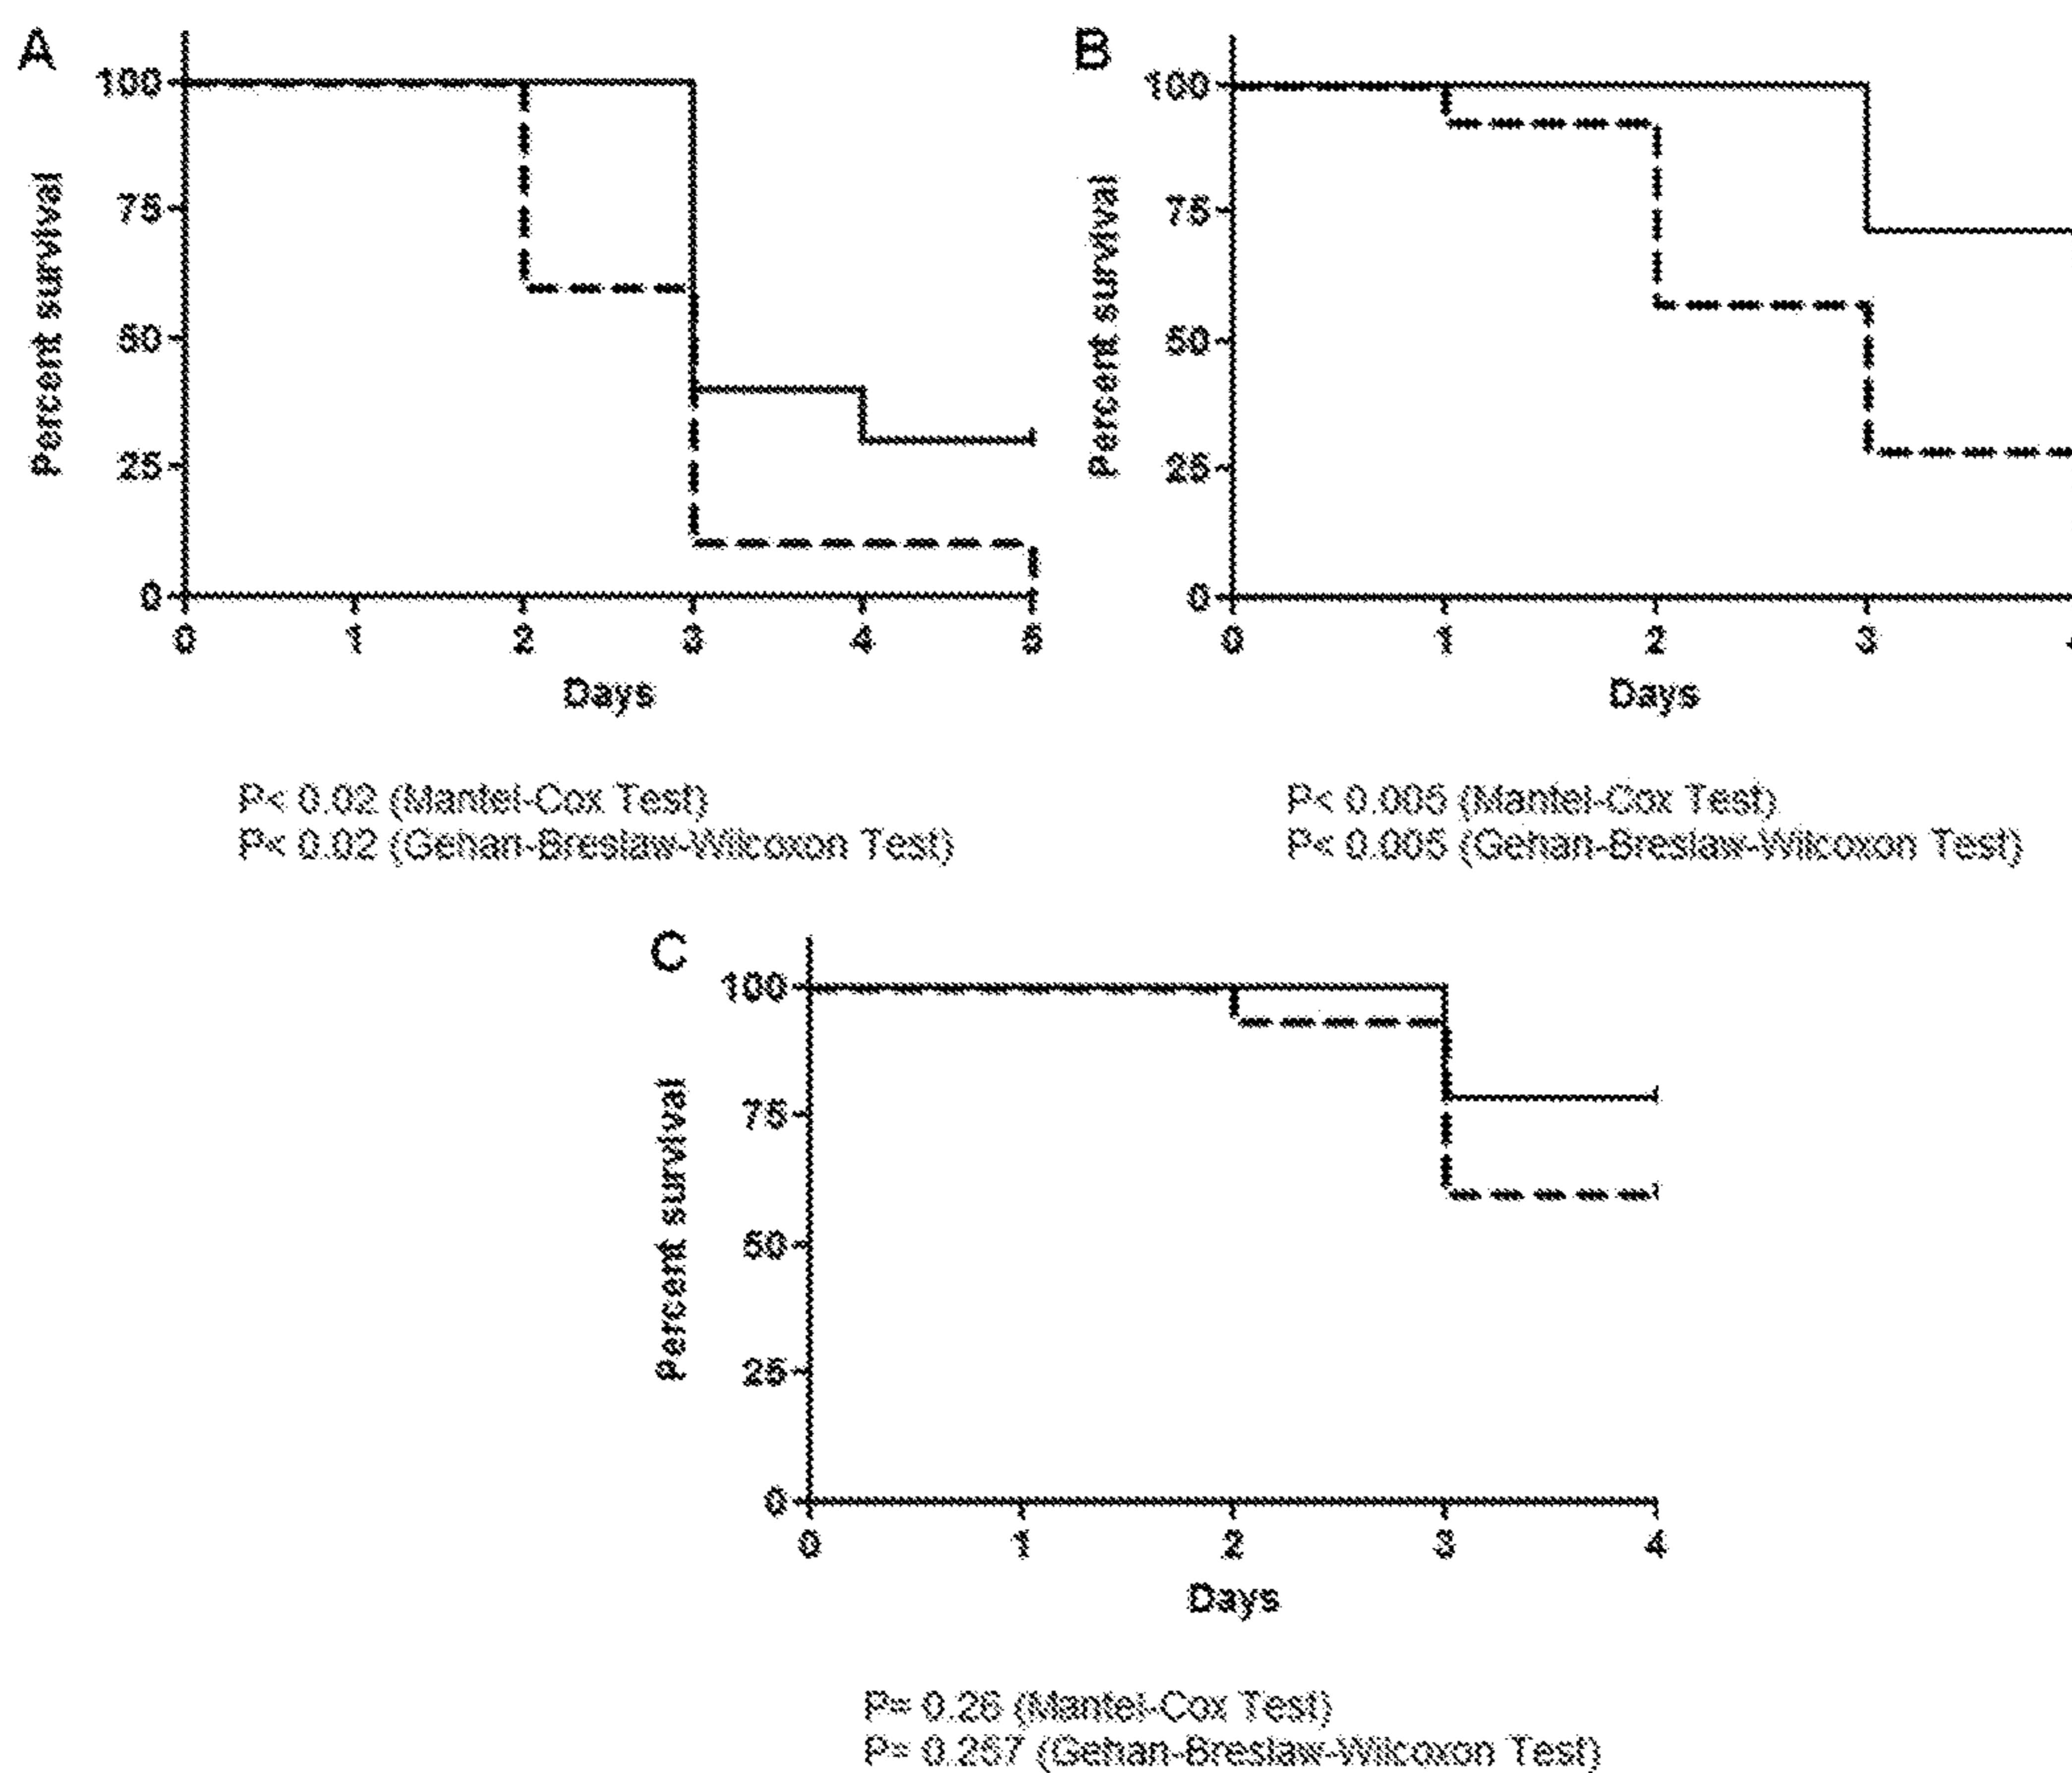 A
100
75
50
25
0
Percent survival
0 1 2 3 4 5
Days
P< 0.02 (Mantel-Cox Test)
P< 0.02 (Gehan-Breslaw-Wilcoxon Test)
B
100
75
50
25
0
Percent survival
0 1 2 3
Days
P< 0.005 (Mantel-Cox Test)
P< 0.005 (Gehan-Breslaw-Wilcoxon Test)
C
100
75
50
25
0
Percent survival
0 1 2 3 4
Days
P= 0.26 (Mantel-Cox Test)
P= 0.267 (Gehan-Breslaw-Wilcoxon Test)